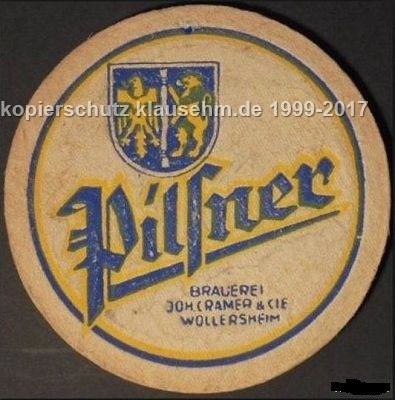 kopierschutz klausehm.de 1999-2017
Pilſner
BRAUEREI
JOH.CRAMER & CIE
WOLLERSHEIM